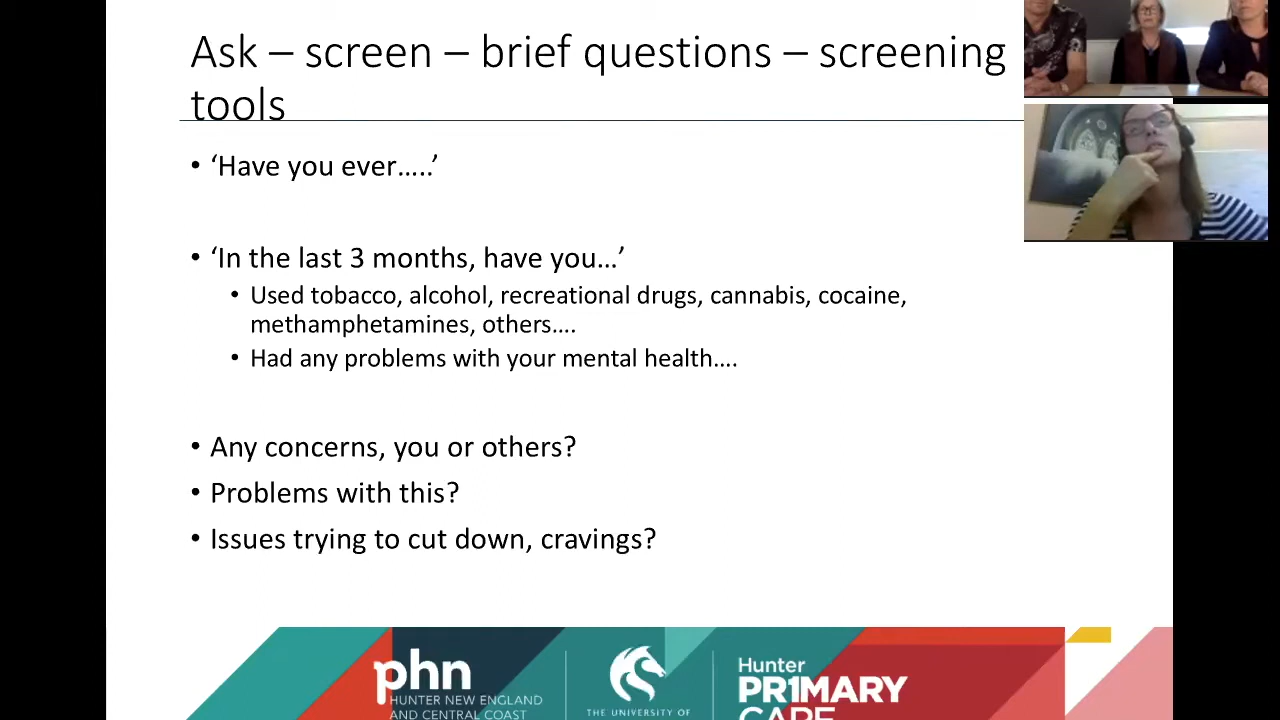 Ask – screen – brief questions – screening
tools
• ‘Have you ever…..’
• ‘In the last 3 months, have you…’
• Used tobacco, alcohol, recreational drugs, cannabis, cocaine,
methamphetamines, others….
• Had any problems with your mental health….
• Any concerns, you or others?
• Problems with this?
• Issues trying to cut down, cravings?
phn
HUNTER NEW ENGLAND
AND CENTRAL COAST
THE UNIVERSITY OF
Hunter
PR1MARY
CARE